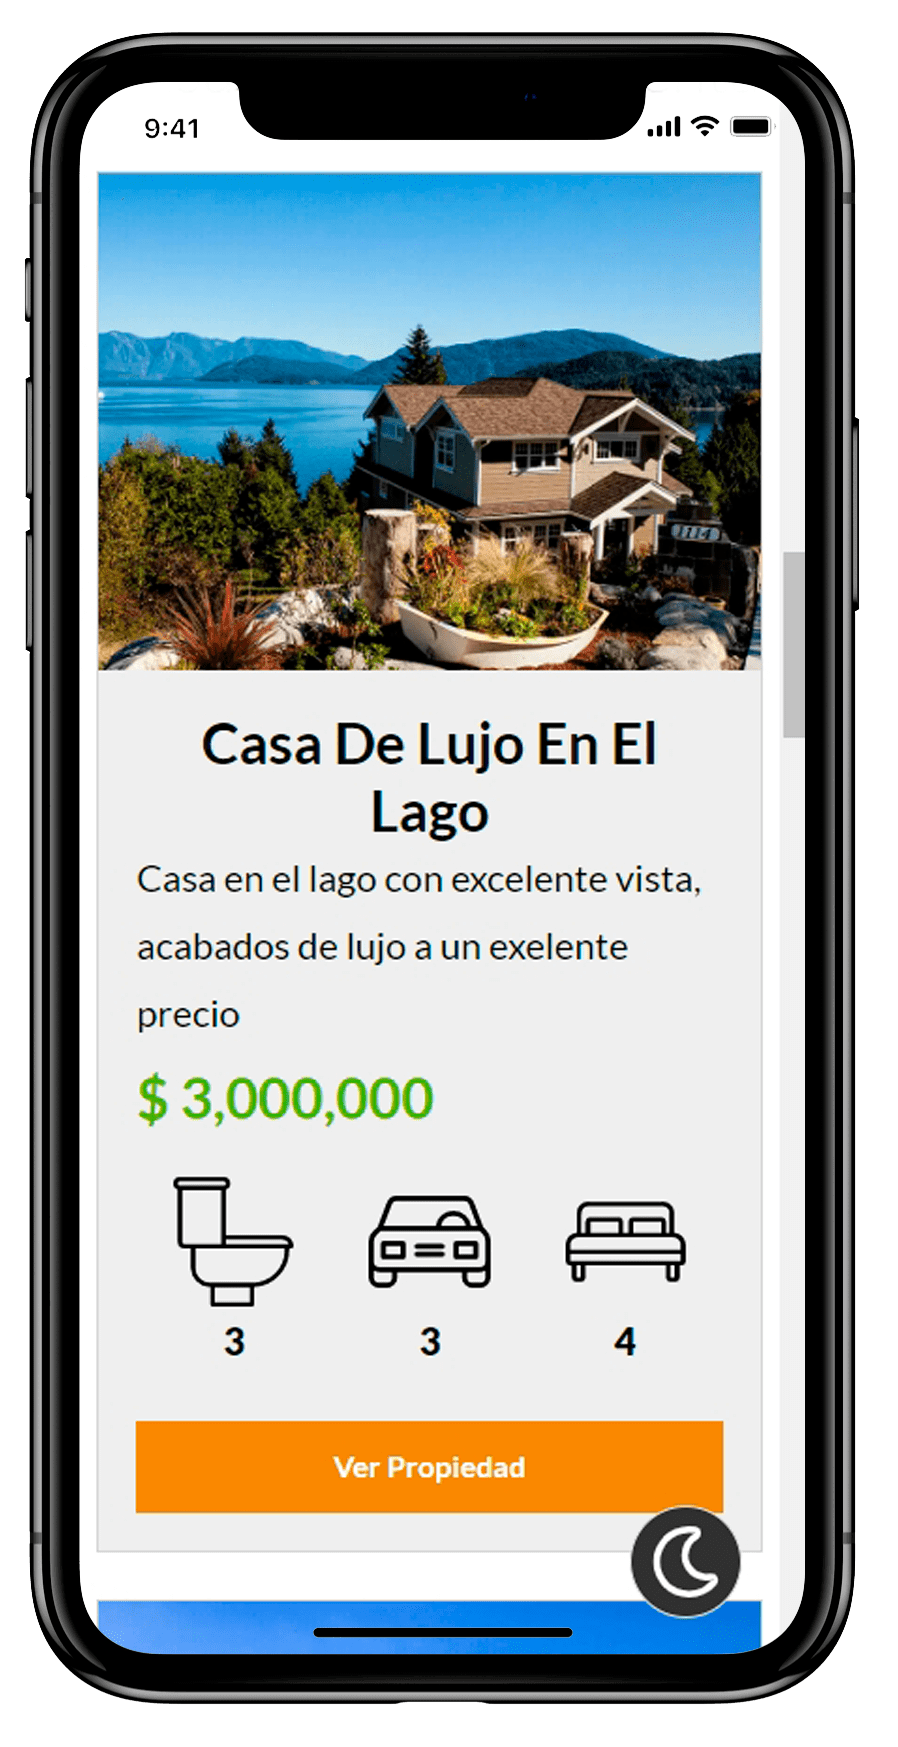 9:41
1114
Casa De Lujo En El
Lago
Casa en el lago con excelente vista,
acabados de lujo a un exelente
precio
$ 3,000,000
3 3 4
Ver Propiedad